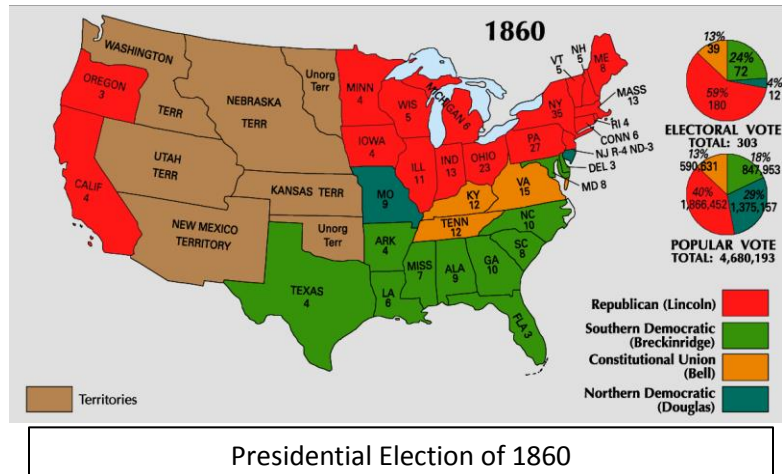 1860
WASHINGTON
TERR
OREGON
3
CALIF
4
NEBRASKA
TERR
Unorg
Terr
UTAH
TERR
KANSAS TERR
NEW MEXICO
TERRITORY
Unorg
Terr
TEXAS
4
MINN
4
WIS
5
MICHIGAN 6
IOWA
4
ILL
11
IND
13
OHIO
23
PA
27
NY
35
VT
5
NH
5
ME
8
MASS
13
RI 4
CONN 6
NJ R-4 ND-3
DEL 3
MD 8
MO
9
KY
12
VA
15
TENN
12
NC
10
SC
8
ARK
4
LA
6
MISS
7
ALA
9
GA
10
FLA 3
13%
39
24%
72
4%
12
59%
180
ELECTORAL VOTE
TOTAL: 303
13%
590,631
18%
847,953
40%
1,866,452
29%
1,375,157
POPULAR VOTE
TOTAL: 4,680,193
Republican (Lincoln)
Southern Democratic
(Breckinridge)
Constitutional Union
(Bell)
Northern Democratic
(Douglas)
Territories
Presidential Election of 1860